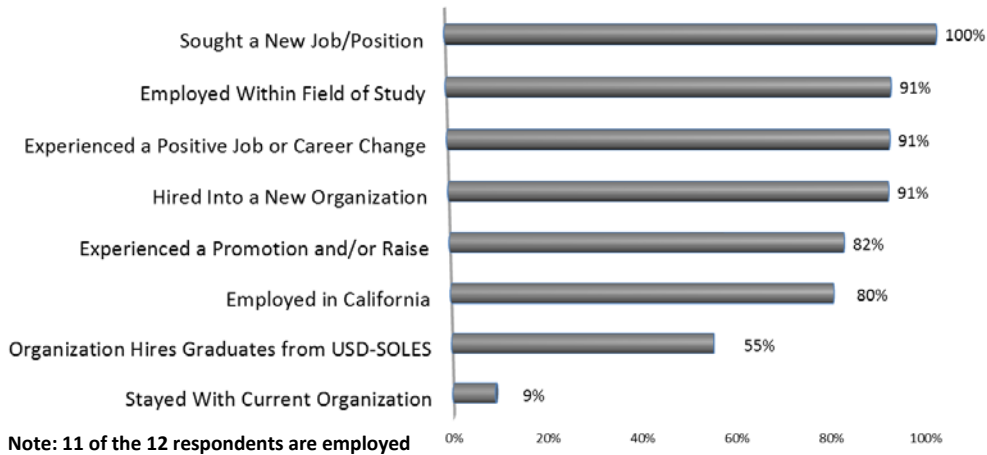 Sought a New Job/Position 100%
Employed Within Field of Study 91%
Experienced a Positive Job or Career Change 91%
Hired Into a New Organization 91%
Experienced a Promotion and/or Raise 82%
Employed in California 80%
Organization Hires Graduates from USD-SOLES 55%
Stayed With Current Organization 9%
Note: 11 of the 12 respondents are employed 0% 20% 40% 60% 80% 100%